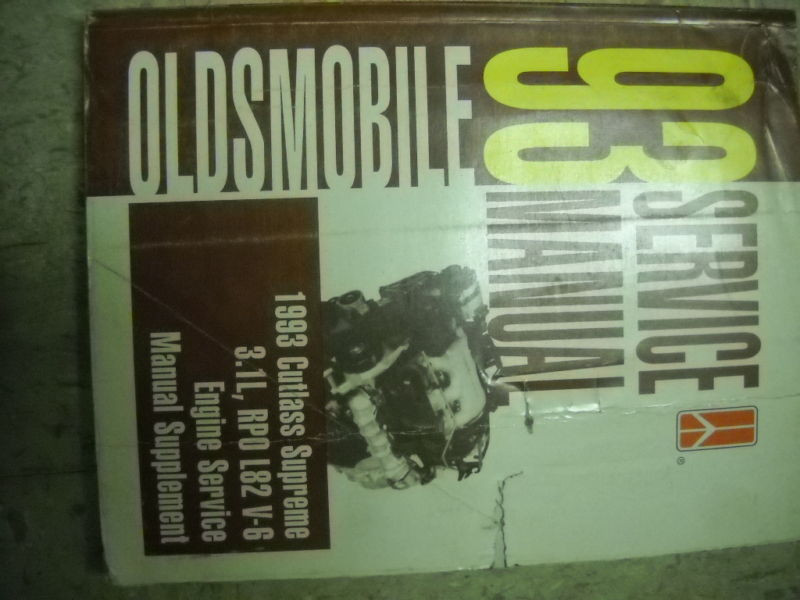 93
SERVICE
MANUAL
OLDSMOBILE
®
1993 Cutlass Supreme
3.1L, RPO L82 V-6
Engine Service
Manual Supplement